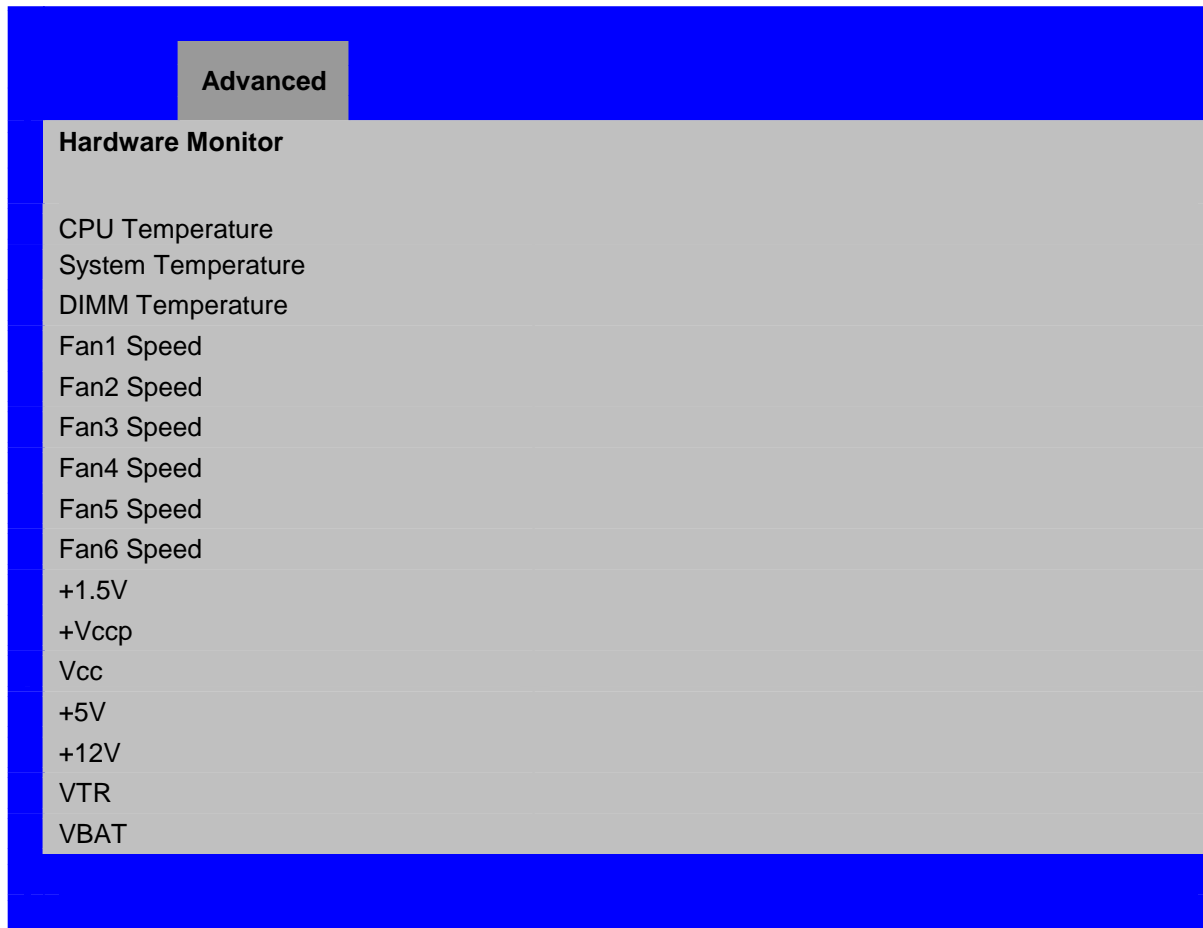 Advanced
Hardware Monitor
CPU Temperature
System Temperature
DIMM Temperature
Fan1 Speed
Fan2 Speed
Fan3 Speed
Fan4 Speed
Fan5 Speed
Fan6 Speed
+1.5V
+Vccp
Vcc
+5V
+12V
VTR
VBAT